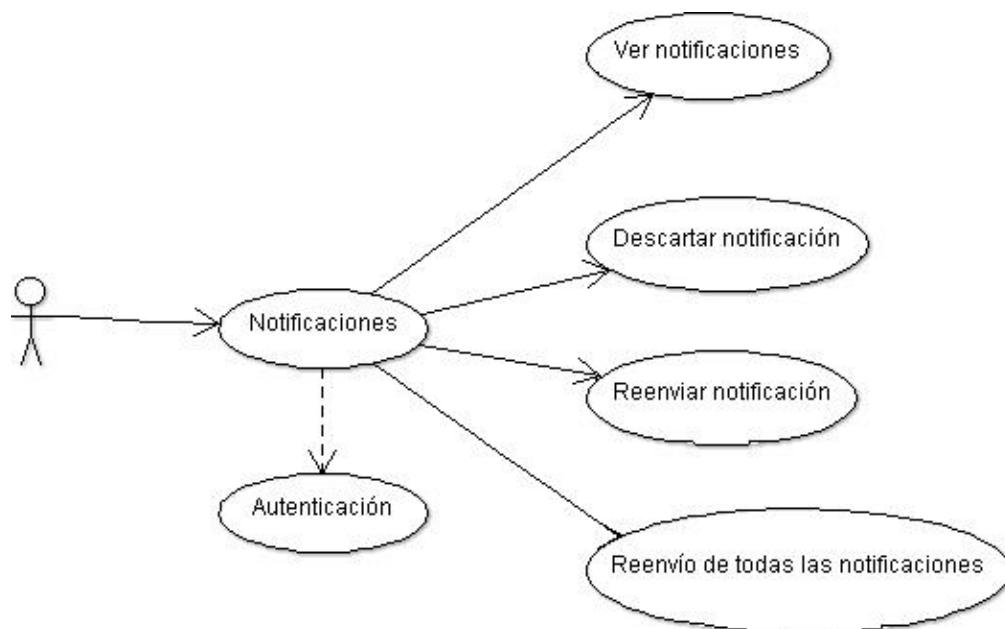 Ver notificaciones
Descartar notificación
Notificaciones
Reenviar notificación
Autenticación
Reenvío de todas las notificaciones